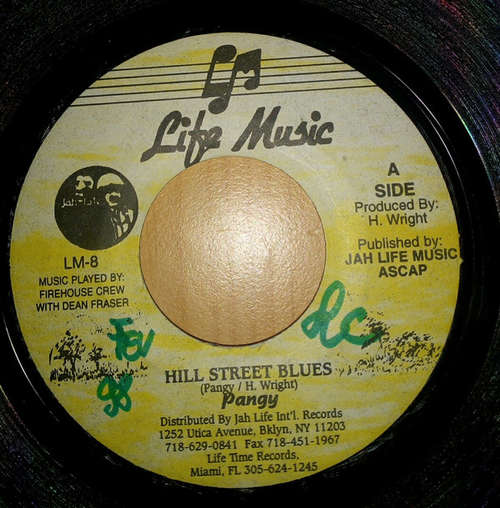 Life Music
A
SIDE
Produced By:
H. Wright
Published by:
JAH LIFE MUSIC
ASCAP
Jah Life
LM-8
MUSIC PLAYED BY:
FIREHOUSE CREW
WITH DEAN FRASER
Fev
98
HILL STREET BLUES
(Pangy / H. Wright)
Pangy
Distributed By Jah Life Int'l. Records
1252 Utica Avenue, Bklyn, NY 11203
718-629-0841 Fax 718-451-1967
Life Time Records,
Miami, FL 305-624-1245